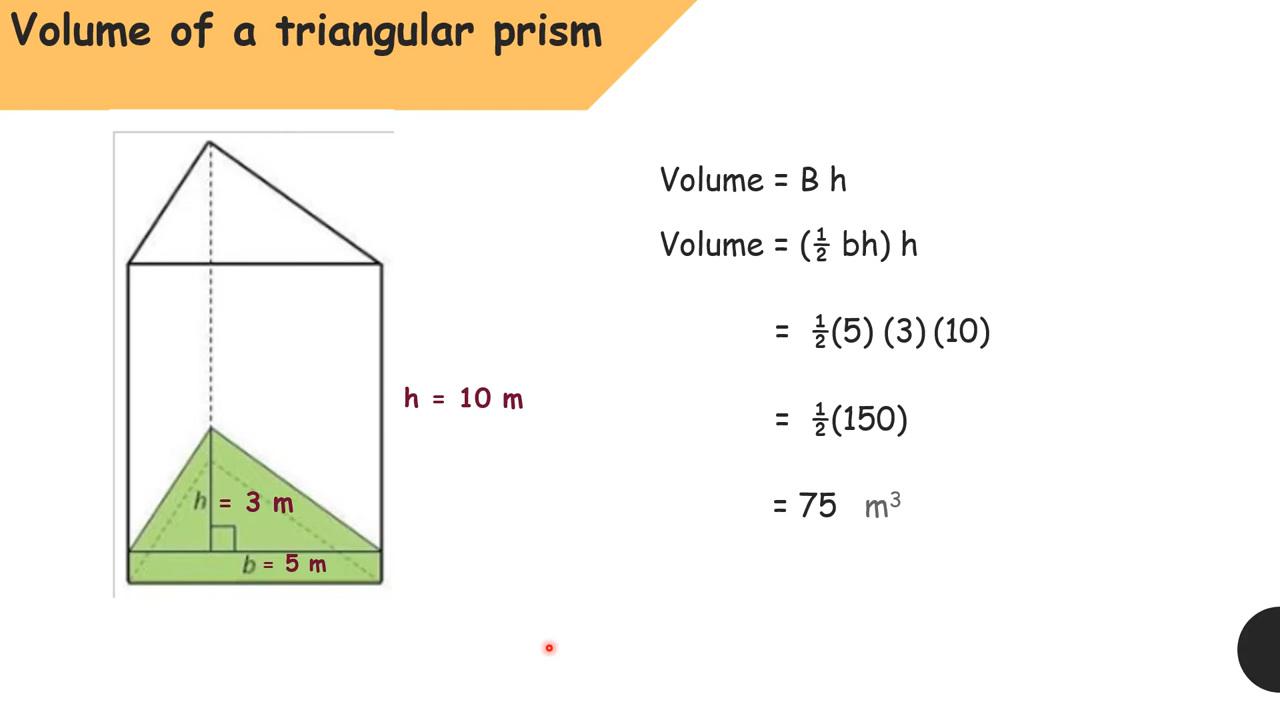 Volume of a triangular prism
Volume = B h
Volume = (½ bh) h
= ½(5) (3) (10)
h = 10 m
= ½(150)
h = 3 m
= 75 m³
b = 5 m